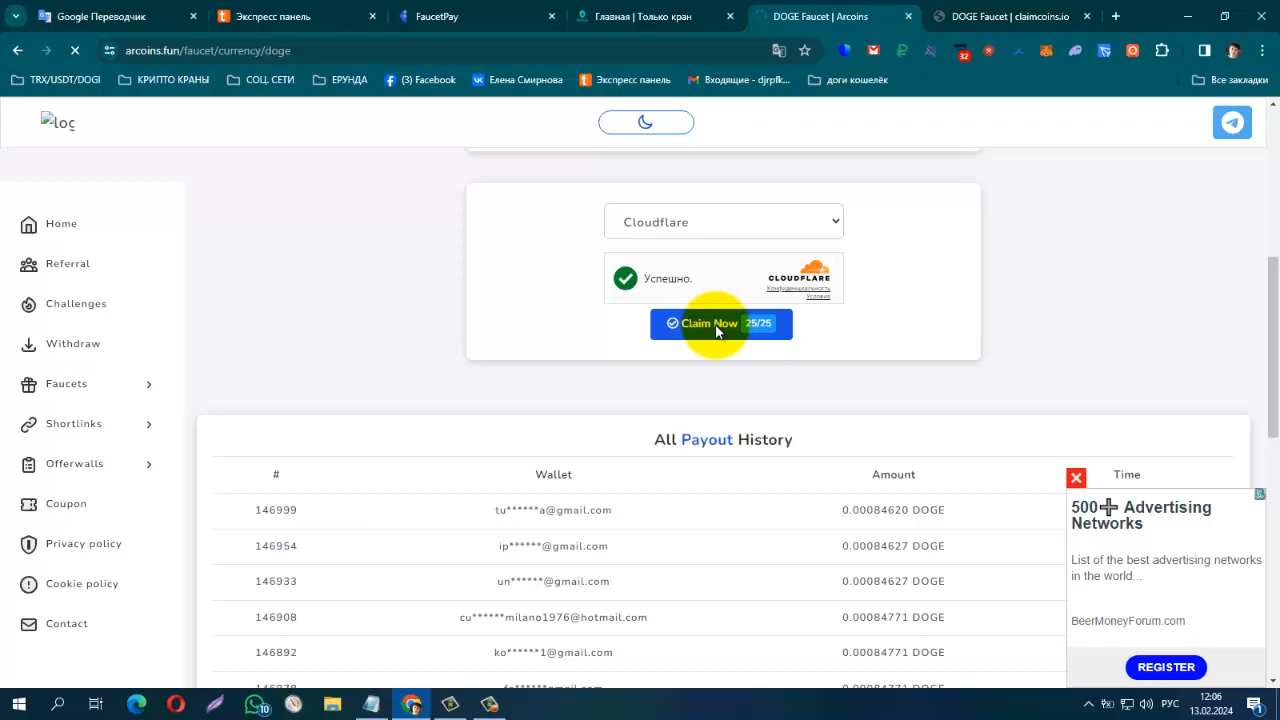 Google Переводчик
Экспресс панель
FaucetPay
Главная | Только кран
DOGE Faucet | Arcoins
DOGE Faucet | claimcoins.io
arcoins.fun/faucet/currency/doge
32
TRX/USDT/DOGI
КРИПТО КРАНЫ
СОЦ. СЕТИ
ЕРУНДА
(3) Facebook
Елена Смирнова
Экспресс панель
Входящие - djrpfk...
доги кошелёк
Все закладки
log
Home
Referral
Challenges
Withdraw
Faucets
Shortlinks
Offerwalls
Coupon
Privacy policy
Cookie policy
Contact
Cloudflare
Успешно.
CLOUDFLARE
Конфиденциальность
Условия
Claim Now 25/25
All Payout History
# Wallet Amount Time
146999 tu******a@gmail.com 0.00084620 DOGE
146954 ip******@gmail.com 0.00084627 DOGE
146933 un******@gmail.com 0.00084627 DOGE
146908 cu******milano1976@hotmail.com 0.00084771 DOGE
146892 ko******1@gmail.com 0.00084771 DOGE
500+ Advertising
Networks
List of the best advertising networks
in the world...
BeerMoneyForum.com
REGISTER
10
РУС
12:06
13.02.2024